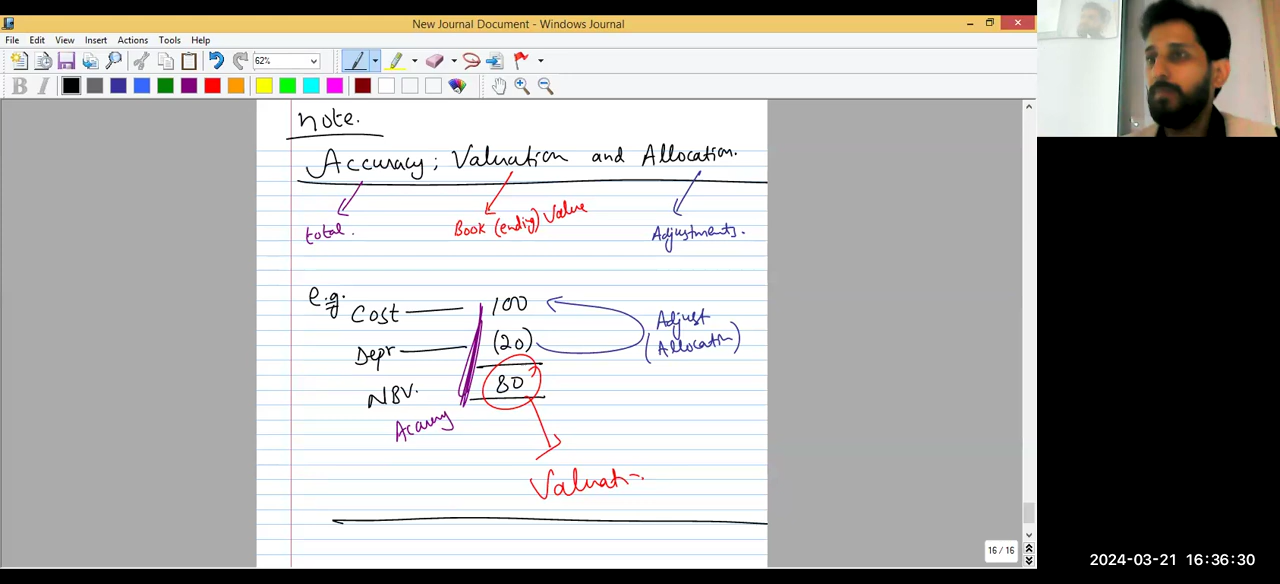 New Journal Document - Windows Journal
File Edit View Insert Actions Tools Help
62%
B I
note.
Accuracy; Valuation and Allocation.
total. Book (ending) Value Adjustments.
e.g. Cost 100
Adjust
Depr (20) (Allocatn)
NBV. 80
Accuracy
Valuatn.
16 / 16
2024-03-21 16:36:30